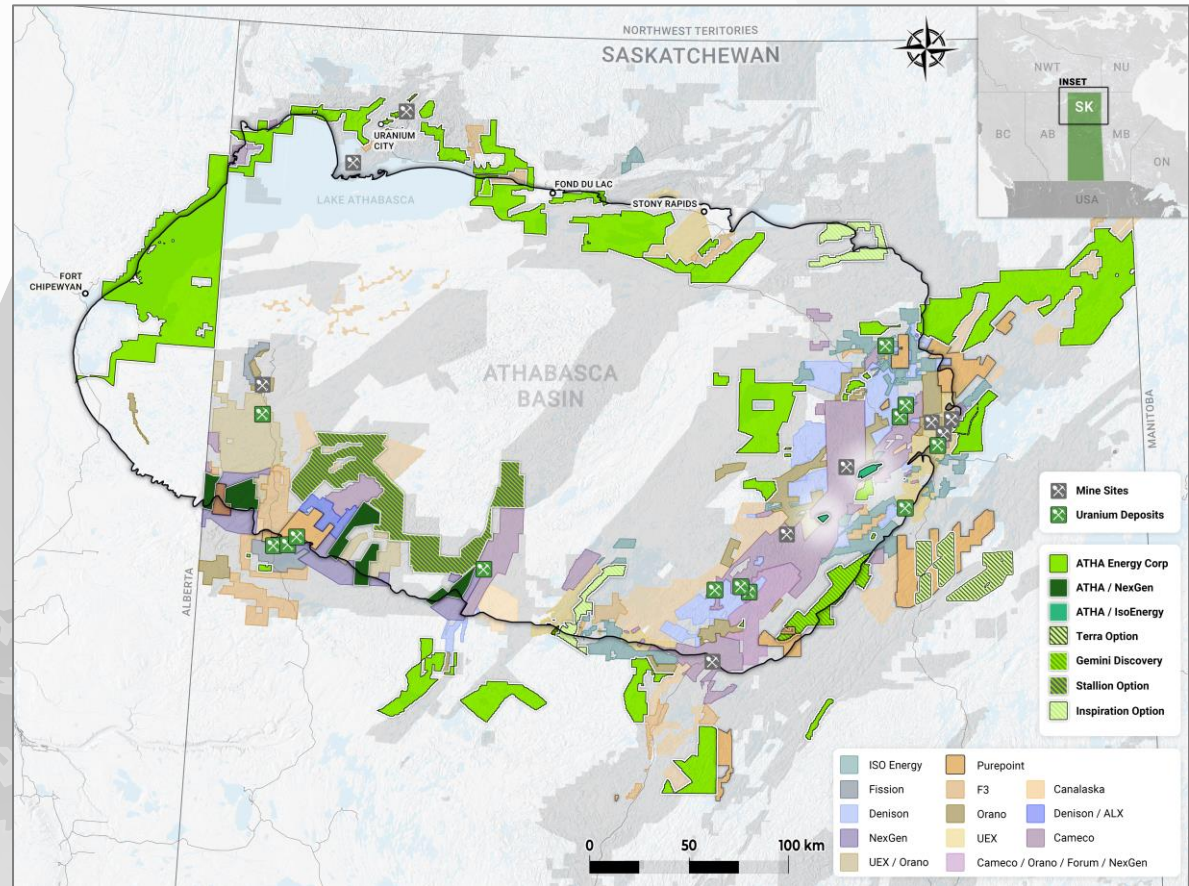 NORTHWEST TERITORIES
SASKATCHEWAN
NWT
NU
INSET
SK
BC
AB
MB
ON
USA
URANIUM
CITY
LAKE ATHABASCA
FOND DU LAC
STONY RAPIDS
FORT
CHIPEWYAN
ATHABASCA
BASIN
ALBERTA
MANITOBA
Mine Sites
Uranium Deposits
ATHA Energy Corp
ATHA / NexGen
ATHA / IsoEnergy
Terra Option
Gemini Discovery
Stallion Option
Inspiration Option
ISO Energy
Purepoint
Fission
F3
Canalaska
Denison
Orano
Denison / ALX
NexGen
UEX
Cameco
UEX / Orano
Cameco / Orano / Forum / NexGen
0
50
100 km